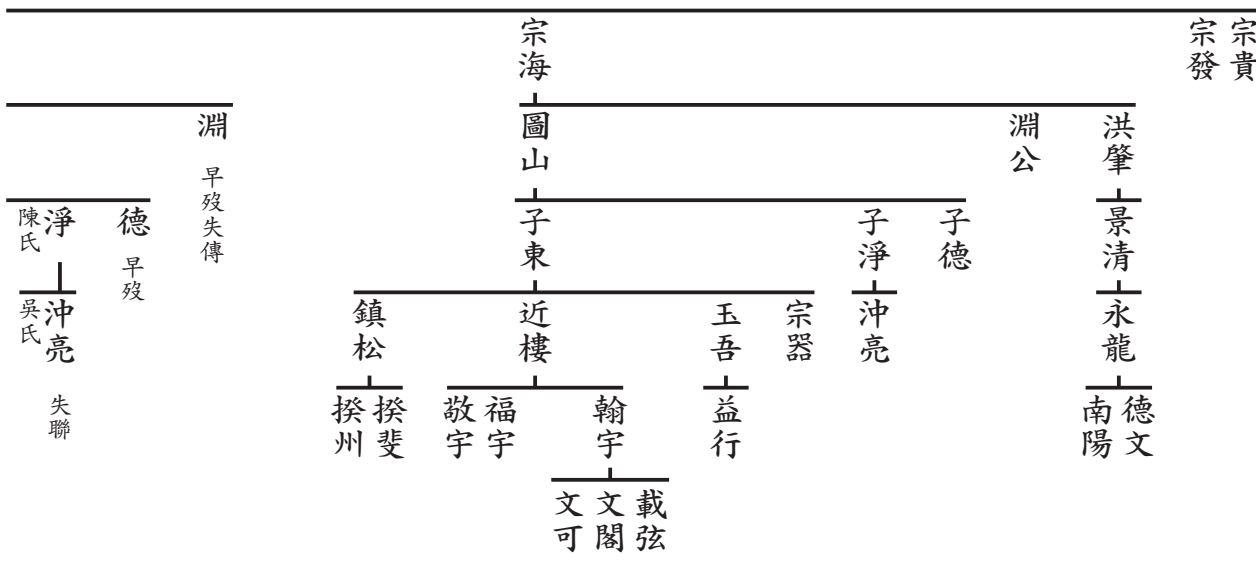 宗貴
宗發
宗海
洪肇
淵公
圖山
淵
早歿失傳
景清
子德
子淨
子東
德
早歿
淨
陳氏
永龍
沖亮
宗器
玉吾
近樓
鎮松
沖亮
吳氏
失聯
德文
南陽
益行
翰宇
福宇
敬宇
揆斐
揆州
載弦
文閣
文可